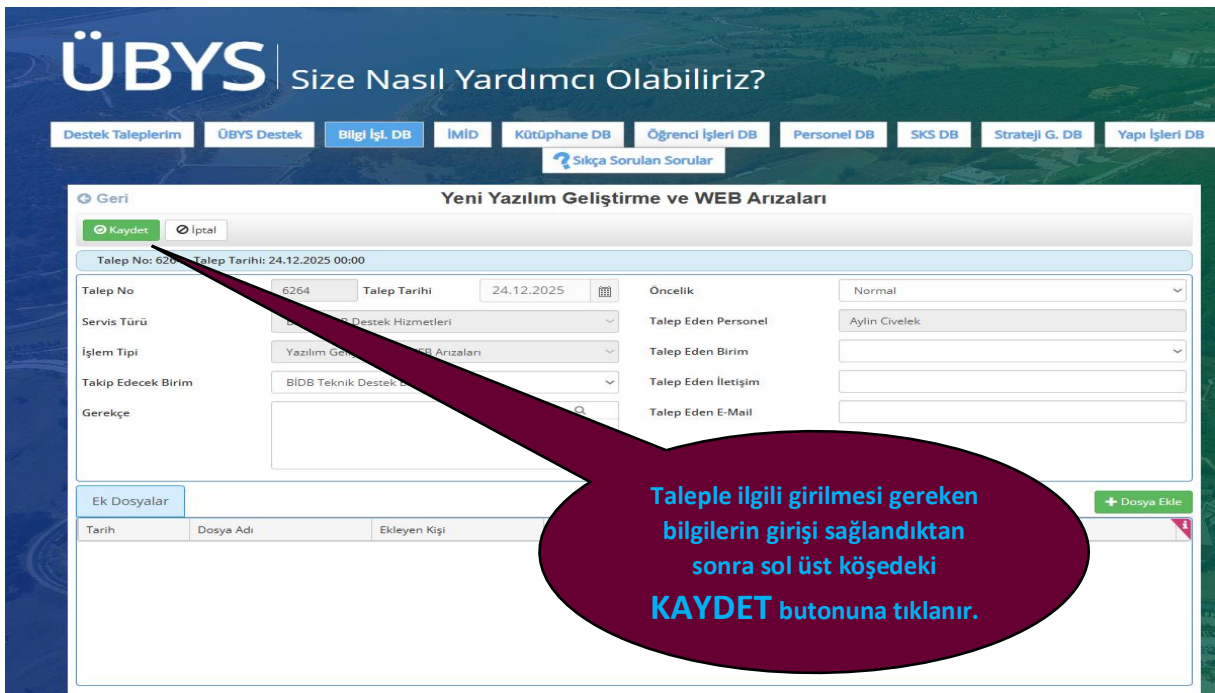 ÜBYS Size Nasıl Yardımcı Olabiliriz?
Destek Taleplerim ÜBYS Destek Bilgi İşl. DB İMİD Kütüphane DB Öğrenci İşleri DB Personel DB SKS DB Strateji G. DB Yapı İşleri DB
Sıkça Sorulan Sorular
Geri Yeni Yazılım Geliştirme ve WEB Arızaları
Kaydet İptal
Talep No: Talep Tarihi: 24.12.2025 00:00
Talep No 6264 Talep Tarihi 24.12.2025 Öncelik Normal
Servis Türü Destek Hizmetleri Talep Eden Personel Aylin Civelek
İşlem Tipi Yazılım Arızaları Talep Eden Birim
Takip Edecek Birim BİDB Teknik Destek Talep Eden İletişim
Gerekçe Talep Eden E-Mail
Taleple ilgili girilmesi gereken
bilgilerin girişi sağlandıktan
sonra sol üst köşedeki
KAYDET butonuna tıklanır.
Ek Dosyalar Dosya Ekle
Tarih Dosya Adı Ekleyen Kişi